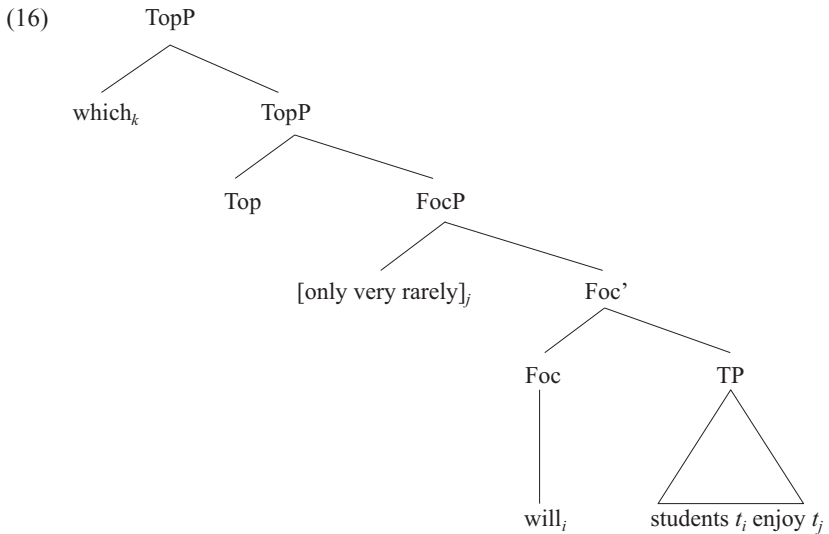 (16) TopP
which_k TopP
Top FocP
[only very rarely]_j Foc’
Foc TP
will_i students t_i enjoy t_j